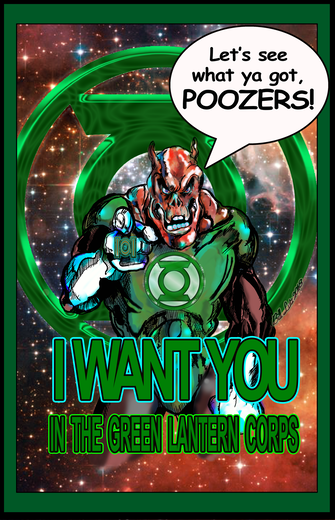 Let's see
what ya got,
POOZERS!
I WANT YOU
IN THE GREEN LANTERN CORPS